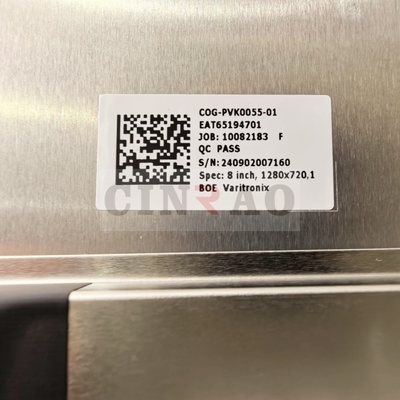 COG-PVK0055-01
EAT65194701
JOB: 10082183 F
QC PASS
S/N:240902007160
Spec: 8 inch, 1280x720,1
BOE Varitronix
CINRAO